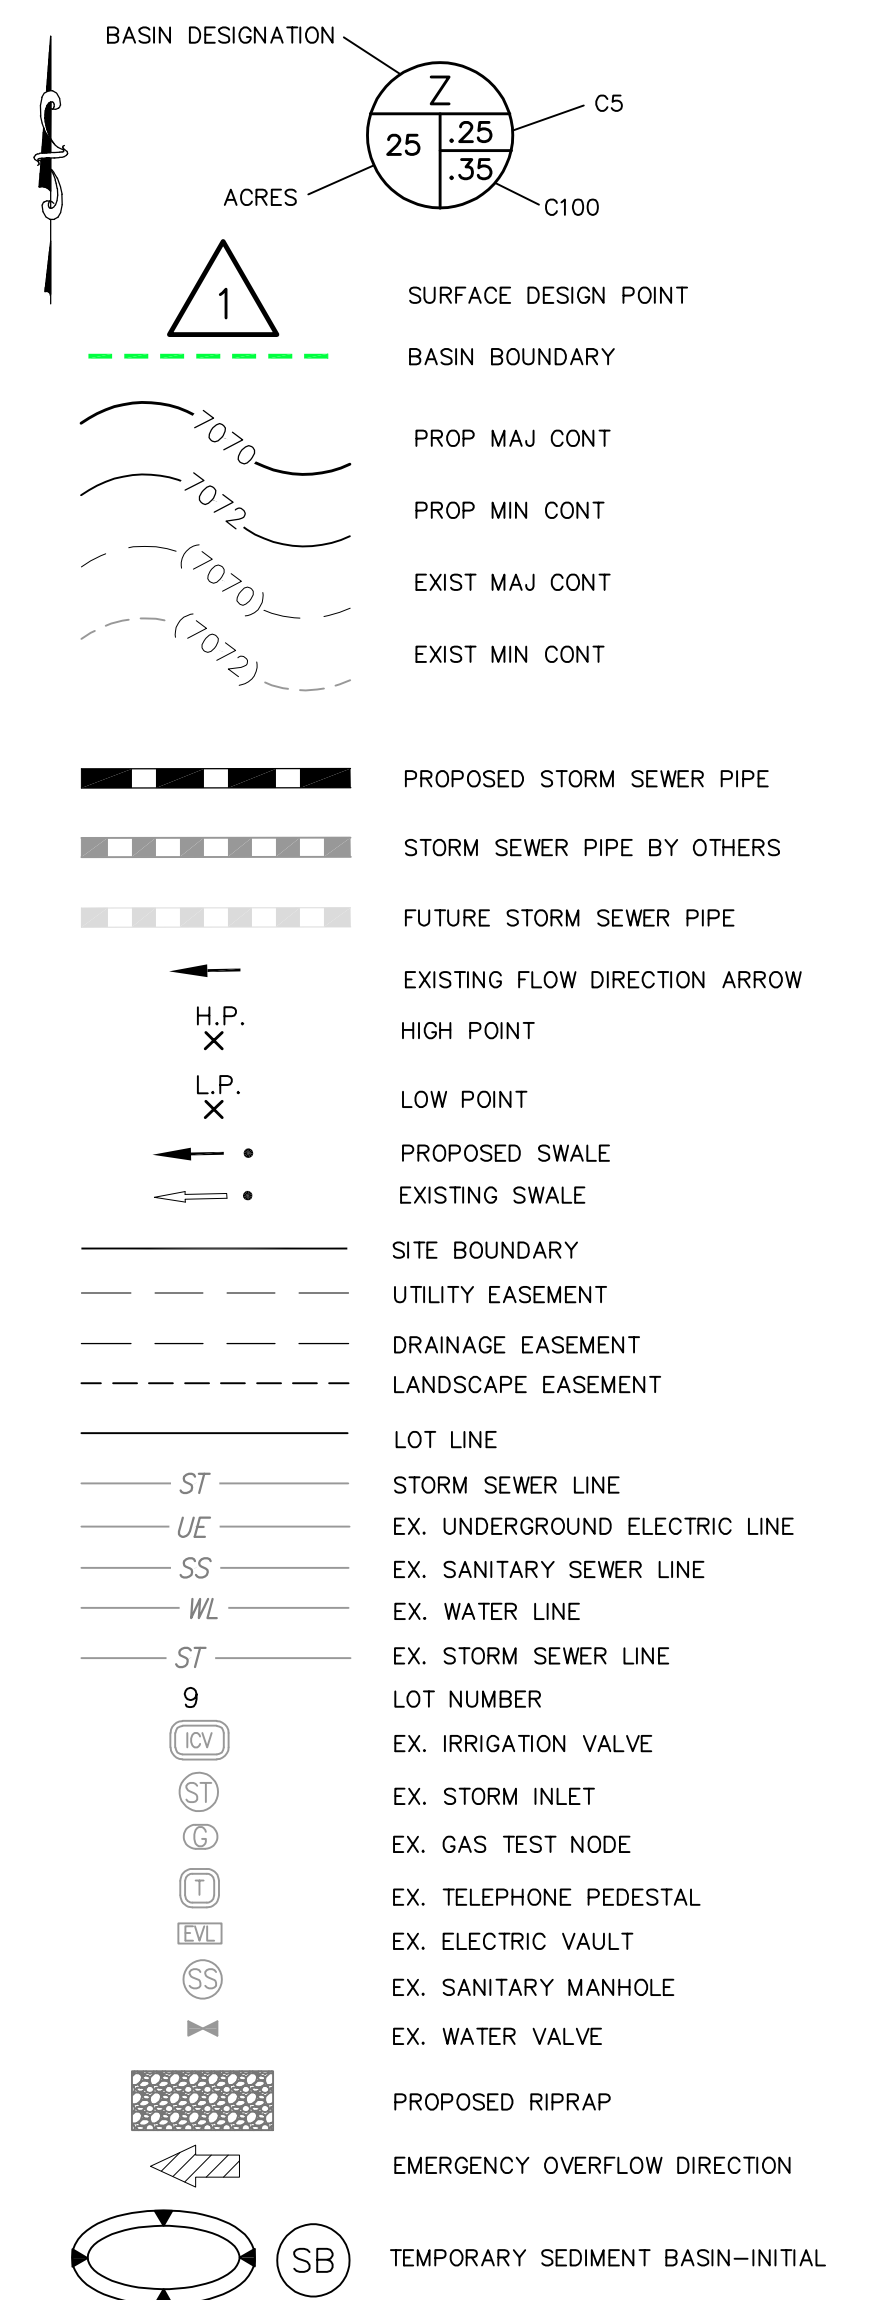 BASIN DESIGNATION
Z
C5
25
.25
.35
ACRES
C100
1
SURFACE DESIGN POINT
BASIN BOUNDARY
7070
PROP MAJ CONT
7072
PROP MIN CONT
(7070)
EXIST MAJ CONT
(7072)
EXIST MIN CONT
PROPOSED STORM SEWER PIPE
STORM SEWER PIPE BY OTHERS
FUTURE STORM SEWER PIPE
EXISTING FLOW DIRECTION ARROW
H.P.
HIGH POINT
L.P.
LOW POINT
PROPOSED SWALE
EXISTING SWALE
SITE BOUNDARY
UTILITY EASEMENT
DRAINAGE EASEMENT
LANDSCAPE EASEMENT
LOT LINE
ST STORM SEWER LINE
UE EX. UNDERGROUND ELECTRIC LINE
SS EX. SANITARY SEWER LINE
WL EX. WATER LINE
ST EX. STORM SEWER LINE
9 LOT NUMBER
ICV EX. IRRIGATION VALVE
ST EX. STORM INLET
G EX. GAS TEST NODE
T EX. TELEPHONE PEDESTAL
EVL EX. ELECTRIC VAULT
SS EX. SANITARY MANHOLE
EX. WATER VALVE
PROPOSED RIPRAP
EMERGENCY OVERFLOW DIRECTION
SB TEMPORARY SEDIMENT BASIN-INITIAL